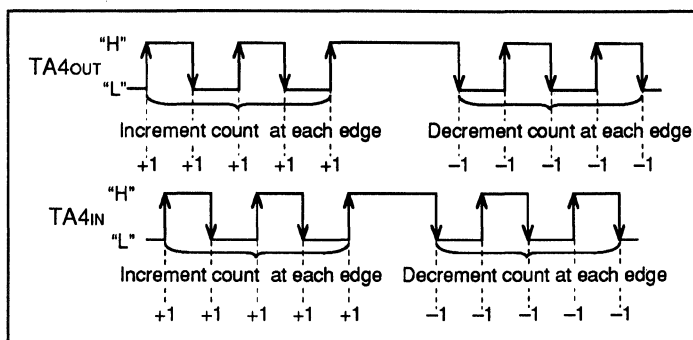 "H"
TA4OUT
"L"
Increment count at each edge Decrement count at each edge
+1 +1 +1 +1 +1 −1 −1 −1 −1 −1
"H"
TA4IN
"L"
Increment count at each edge Decrement count at each edge
+1 +1 +1 +1 +1 −1 −1 −1 −1 −1